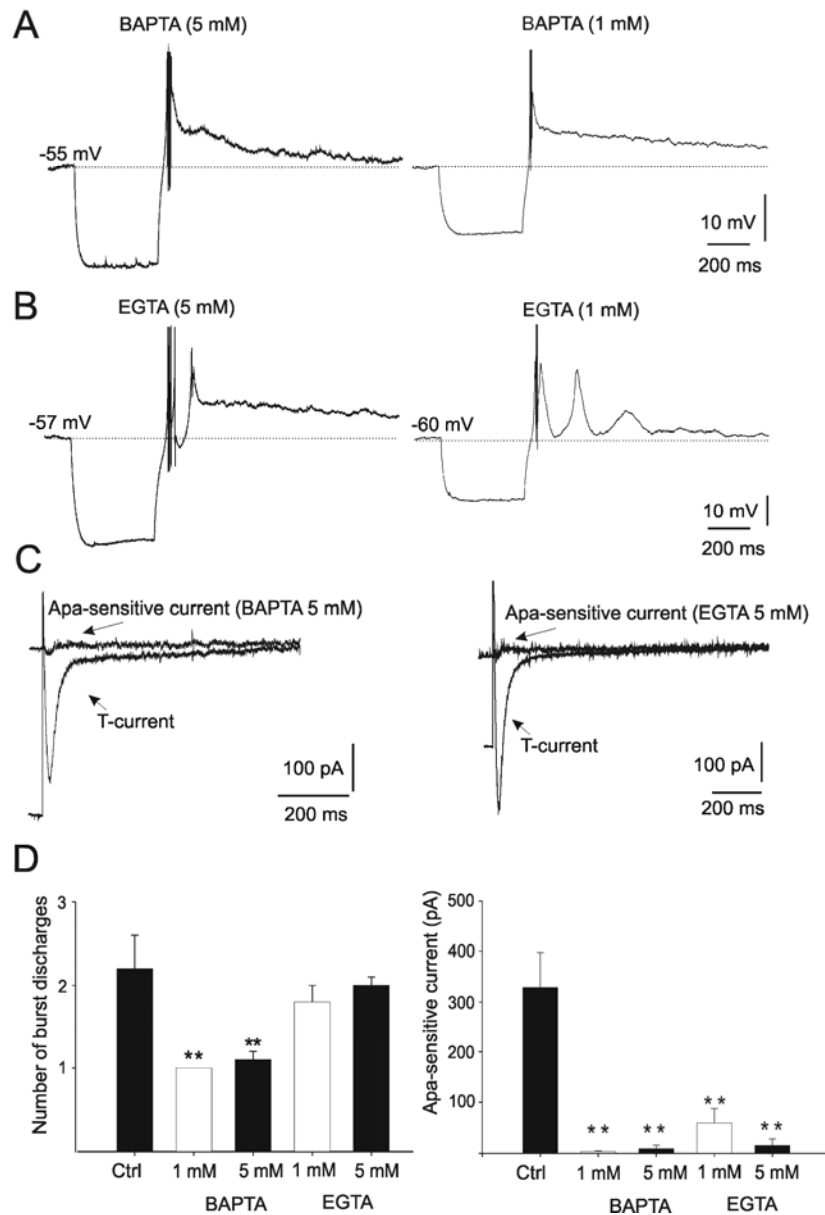 A
BAPTA (5 mM)
BAPTA (1 mM)
-55 mV
10 mV
200 ms
B
EGTA (5 mM)
EGTA (1 mM)
-57 mV
-60 mV
10 mV
200 ms
C
Apa-sensitive current (BAPTA 5 mM)
Apa-sensitive current (EGTA 5 mM)
T-current
T-current
100 pA
200 ms
100 pA
200 ms
D
Number of burst discharges
3
2
1
**
**
Ctrl
1 mM
5 mM
1 mM
5 mM
BAPTA
EGTA
Apa-sensitive current (pA)
500
400
300
200
100
**
**
**
**
Ctrl
1 mM
5 mM
1 mM
5 mM
BAPTA
EGTA